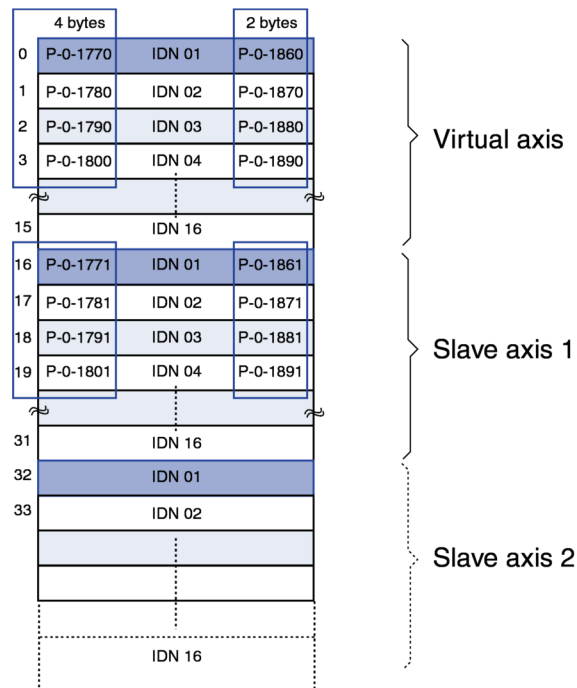 4 bytes 2 bytes
0 P-0-1770 IDN 01 P-0-1860
1 P-0-1780 IDN 02 P-0-1870
2 P-0-1790 IDN 03 P-0-1880
Virtual axis
3 P-0-1800 IDN 04 P-0-1890
15 IDN 16
16 P-0-1771 IDN 01 P-0-1861
17 P-0-1781 IDN 02 P-0-1871
18 P-0-1791 IDN 03 P-0-1881
Slave axis 1
19 P-0-1801 IDN 04 P-0-1891
31 IDN 16
32 IDN 01
33 IDN 02
Slave axis 2
IDN 16